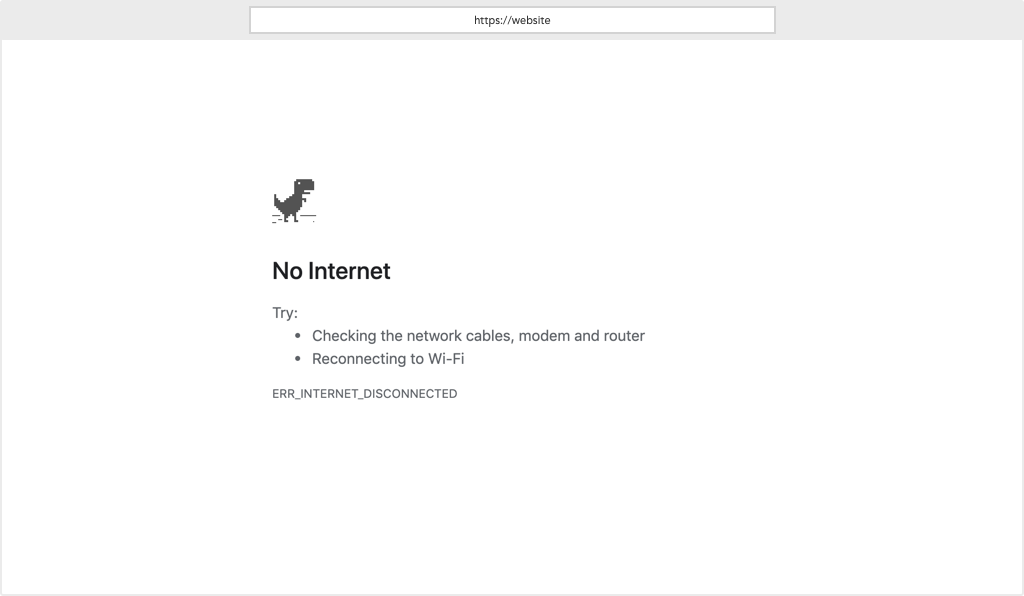 https://website
No Internet
Try:
• Checking the network cables, modem and router
• Reconnecting to Wi-Fi
ERR_INTERNET_DISCONNECTED